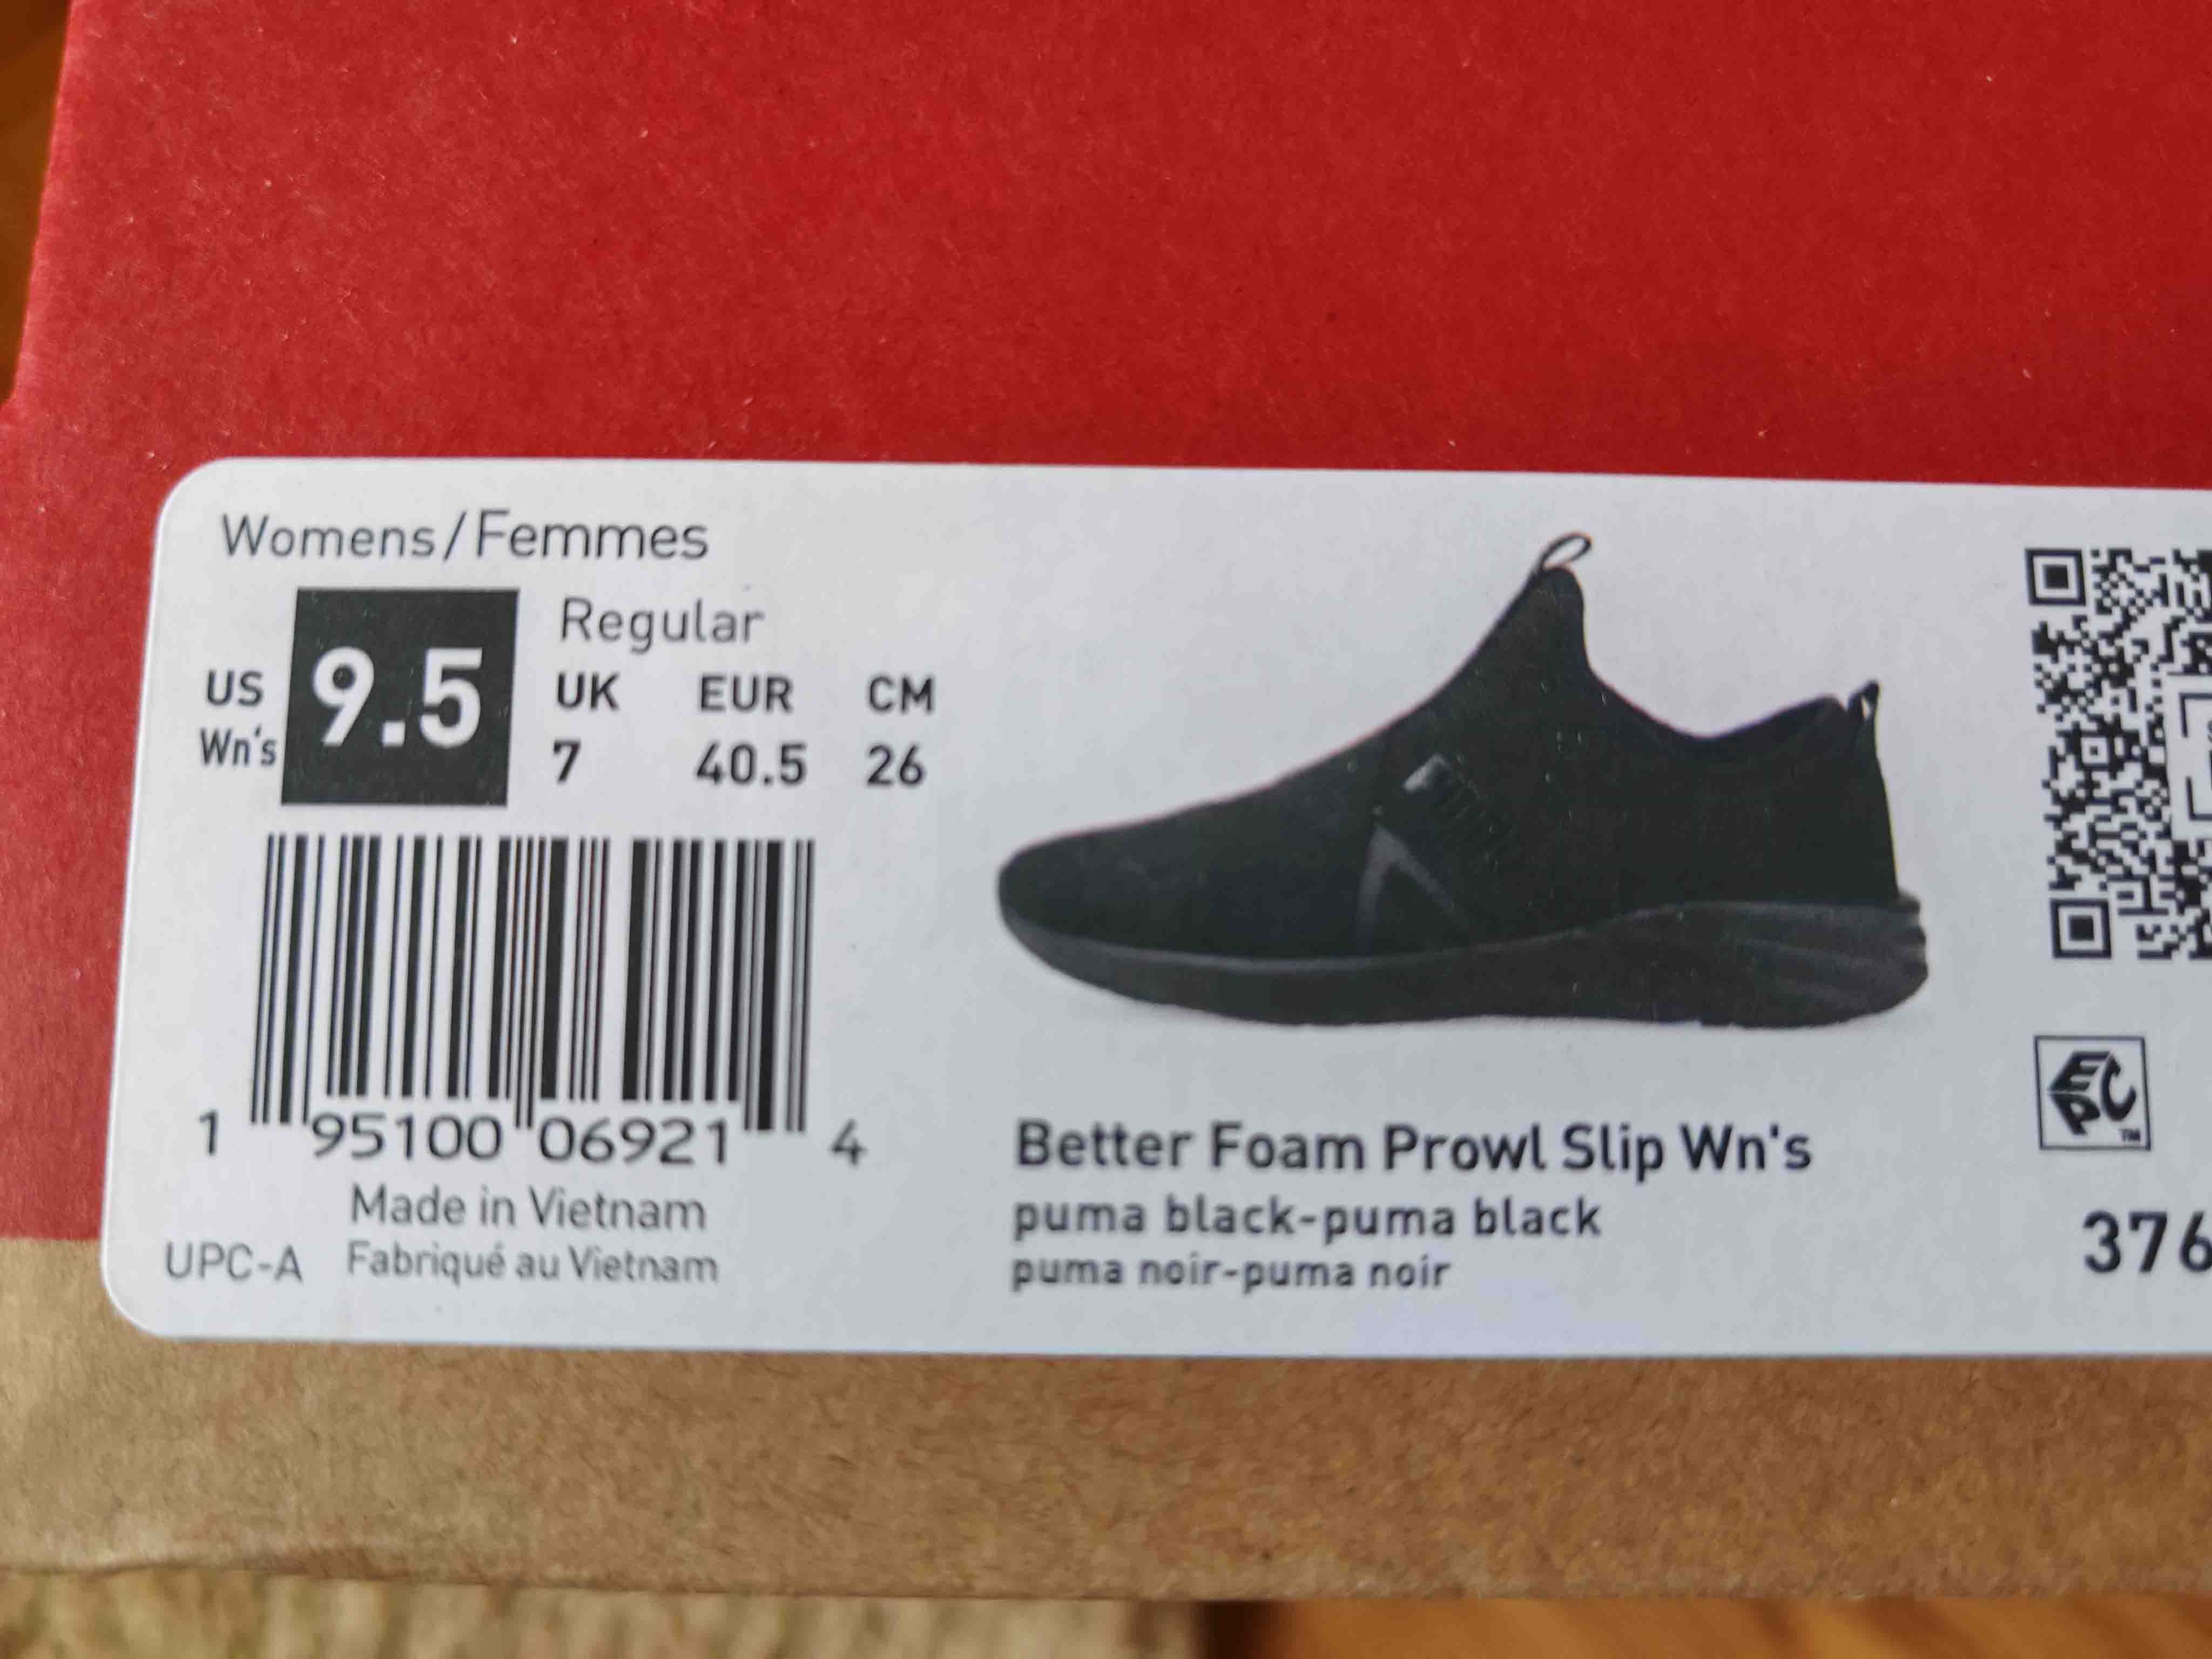 Womens/Femmes
Regular
US Wn's 9.5
UK EUR CM
7 40.5 26
1 95100 06921 4
Made in Vietnam
UPC-A Fabriqué au Vietnam
Better Foam Prowl Slip Wn's
puma black-puma black
puma noir-puma noir
EPC TM
376